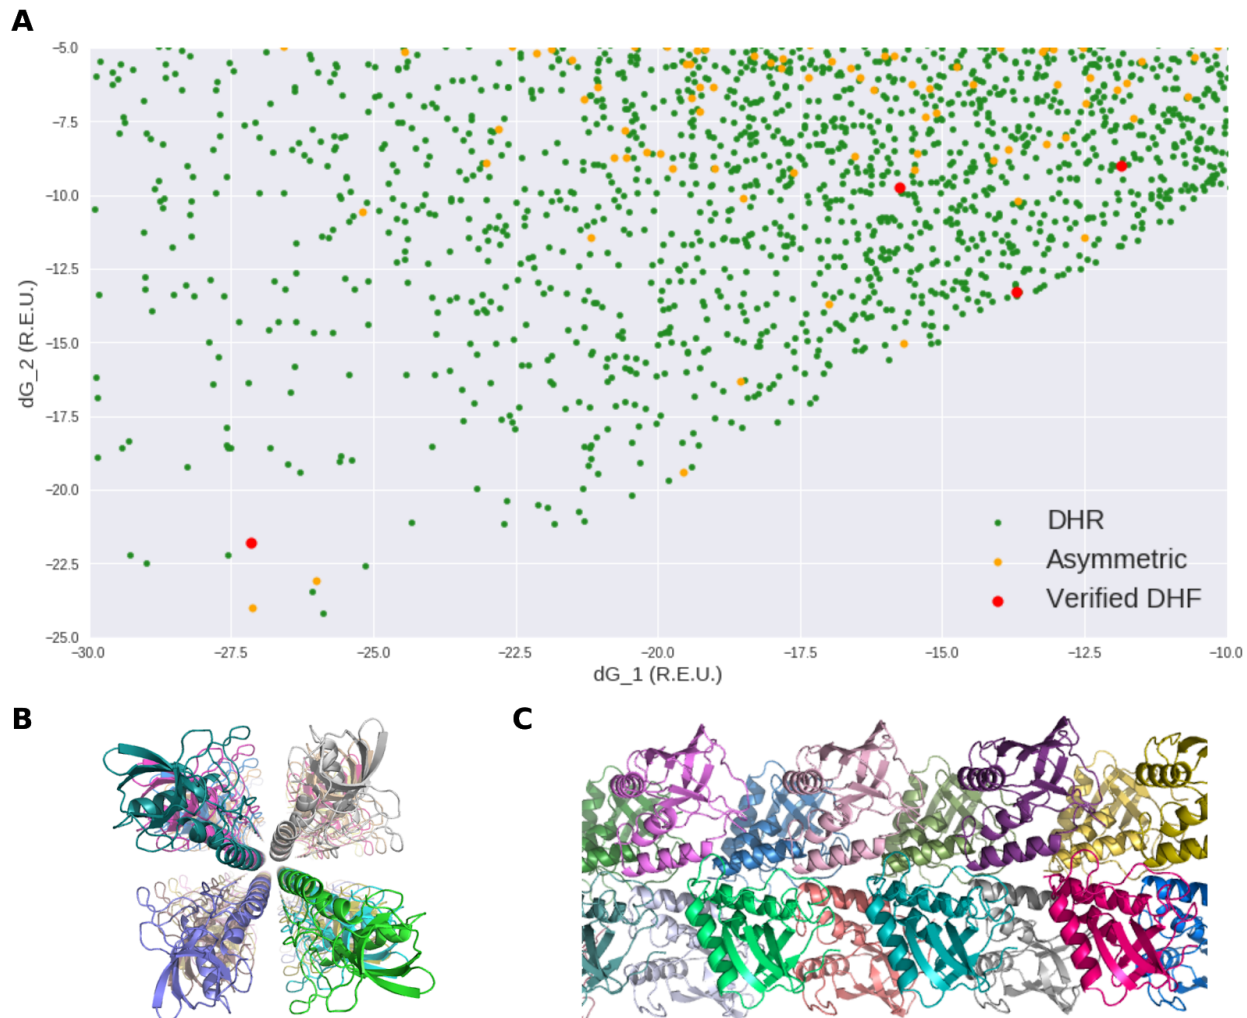 A
−5.0
−7.5
−10.0
−12.5
−15.0
−17.5
−20.0
−22.5
−25.0
dG_2 (R.E.U.)
DHR
Asymmetric
Verified DHF
−30.0 −27.5 −25.0 −22.5 −20.0 −17.5 −15.0 −12.5 −10.0
dG_1 (R.E.U.)
B
C